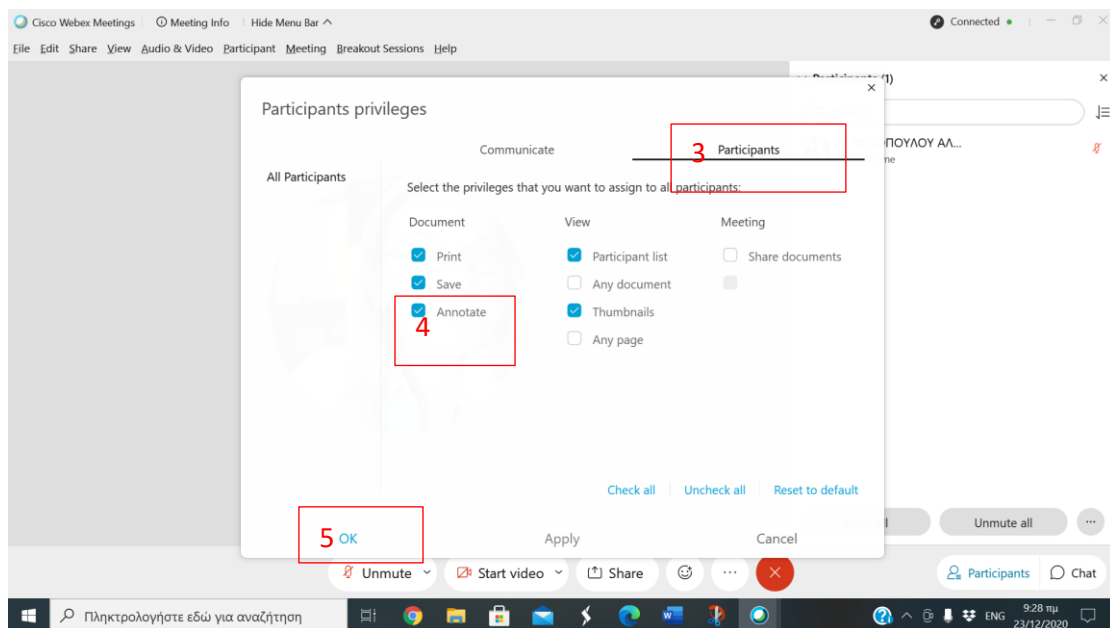 Cisco Webex Meetings Meeting Info Hide Menu Bar Connected
File Edit Share View Audio & Video Participant Meeting Breakout Sessions Help
(1)
Participants privileges
Communicate 3 Participants
ΠΟΥΛΟΥ ΑΛ...
All Participants
Select the privileges that you want to assign to all participants:
Document View Meeting
Print Participant list Share documents
Save Any document
Annotate Thumbnails
4
Any page
Check all Uncheck all Reset to default
Unmute all ...
5 OK Apply Cancel
Unmute Start video Share ... Participants Chat
Πληκτρολογήστε εδώ για αναζήτηση ENG 9:28 πμ
23/12/2020